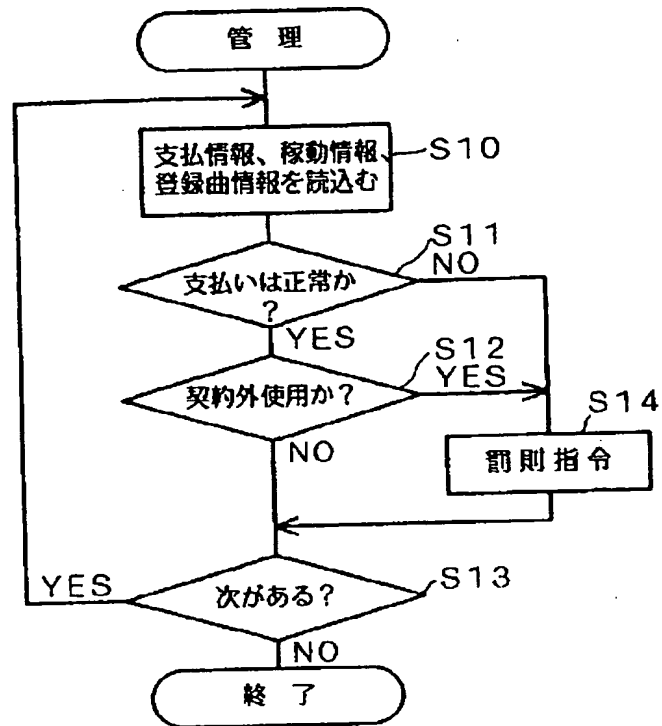 管理
支払情報、稼動情報
登録曲情報を読込む
S10
S11
支払いは正常か
?
NO
YES
S12
契約外使用か?
YES
NO
S14
罰則指令
YES
次がある?
S13
NO
終了